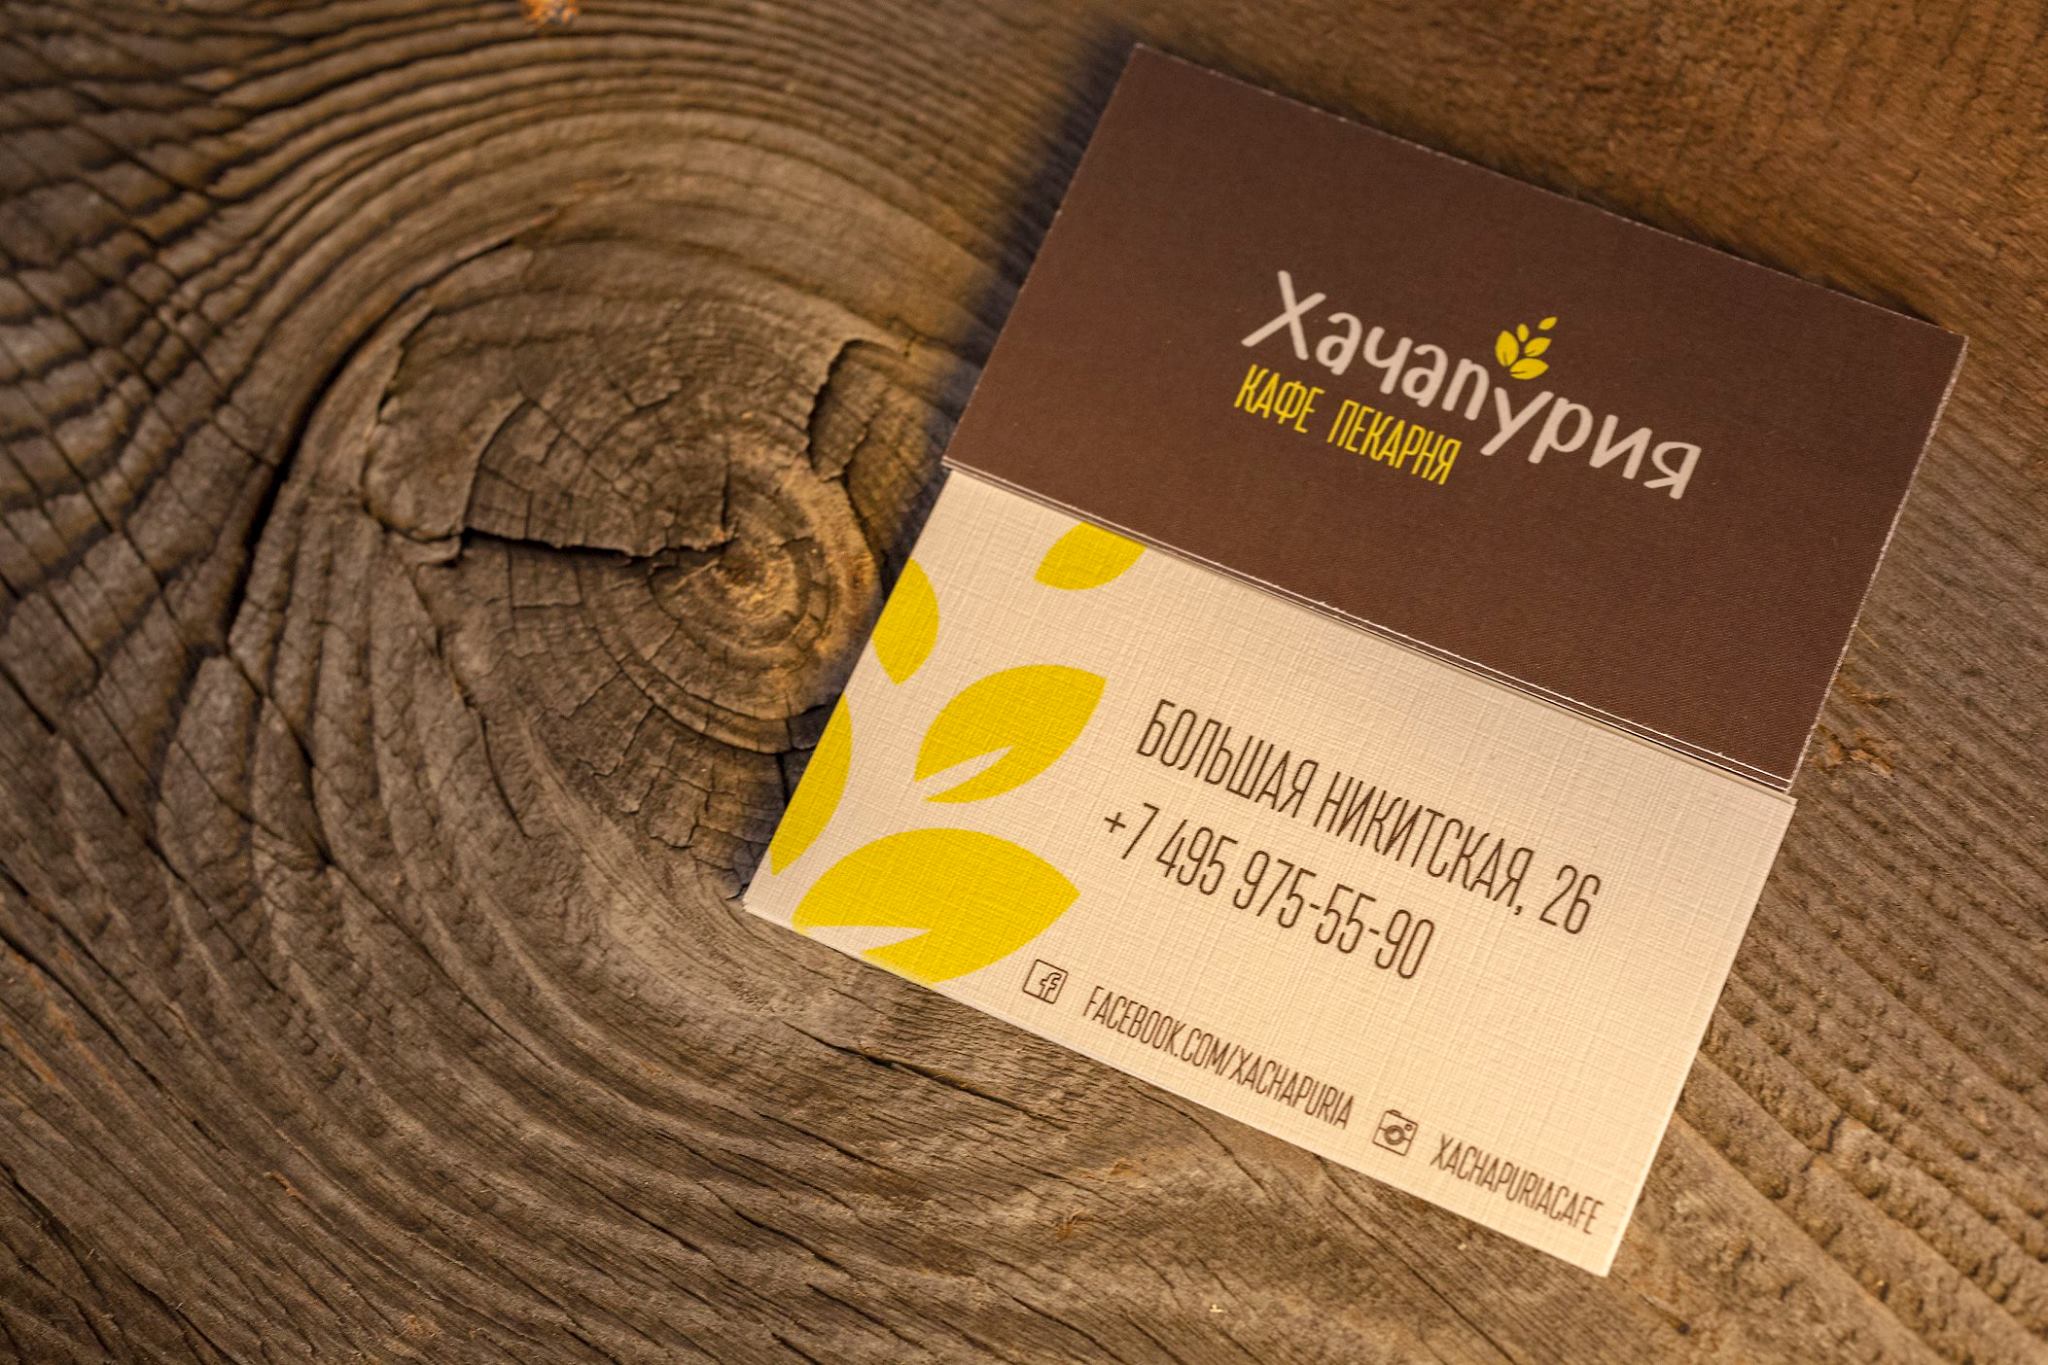 Хачапурия
КАФЕ ПЕКАРНЯ
БОЛЬШАЯ НИКИТСКАЯ, 26
+7 495 975-55-90
FACEBOOK.COM/XACHAPURIA
XACHAPURIACAFE